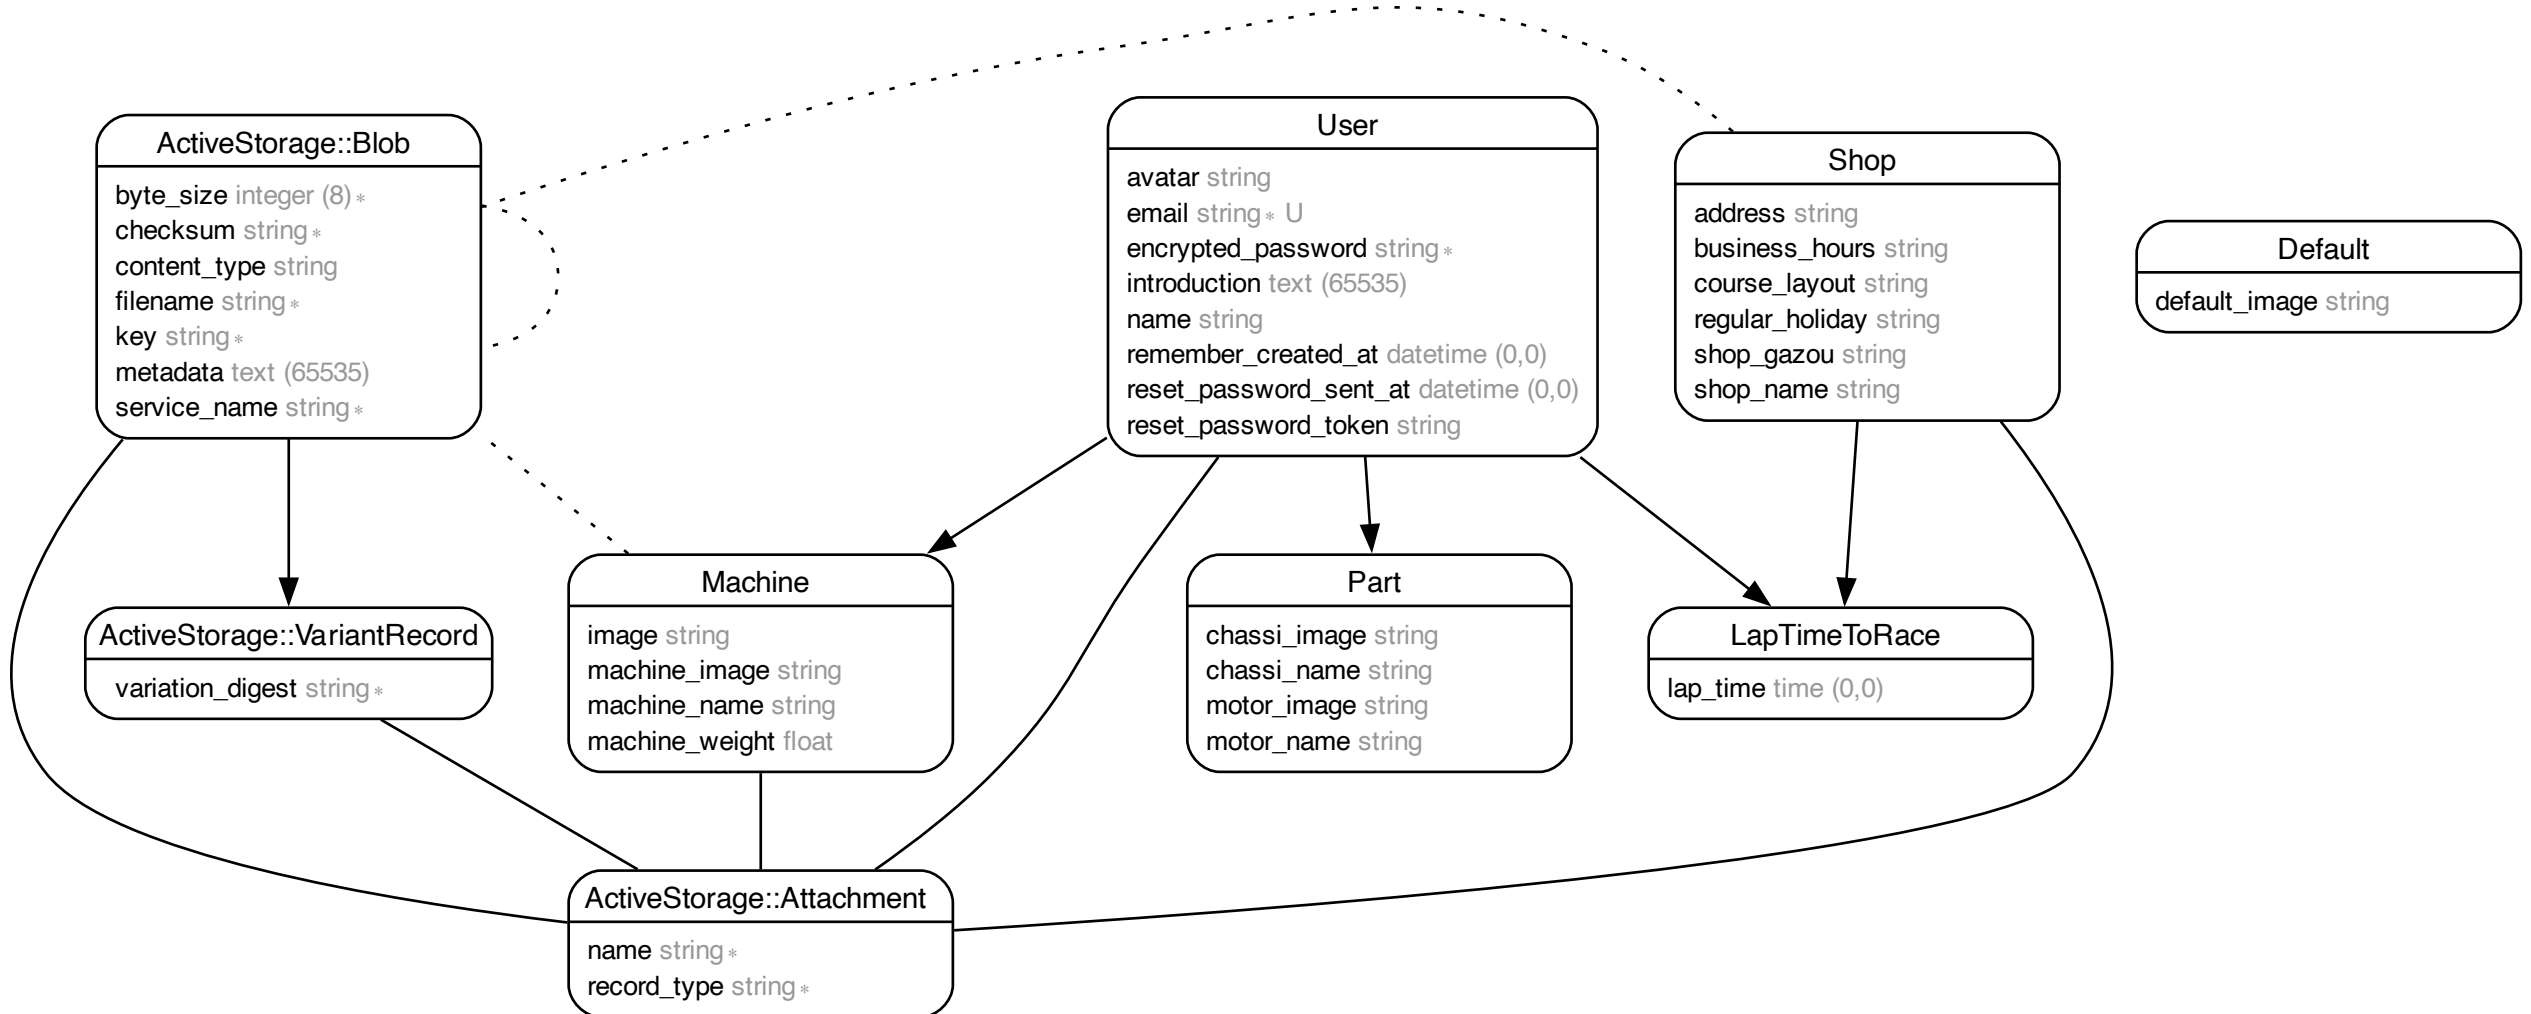 ActiveStorage::Blob
byte_size integer (8) *
checksum string *
content_type string
filename string *
key string *
metadata text (65535)
service_name string *
User
avatar string
email string * U
encrypted_password string *
introduction text (65535)
name string
remember_created_at datetime (0,0)
reset_password_sent_at datetime (0,0)
reset_password_token string
Shop
address string
business_hours string
course_layout string
regular_holiday string
shop_gazou string
shop_name string
Default
default_image string
ActiveStorage::VariantRecord
variation_digest string *
Machine
image string
machine_image string
machine_name string
machine_weight float
Part
chassi_image string
chassi_name string
motor_image string
motor_name string
LapTimeToRace
lap_time time (0,0)
ActiveStorage::Attachment
name string *
record_type string *